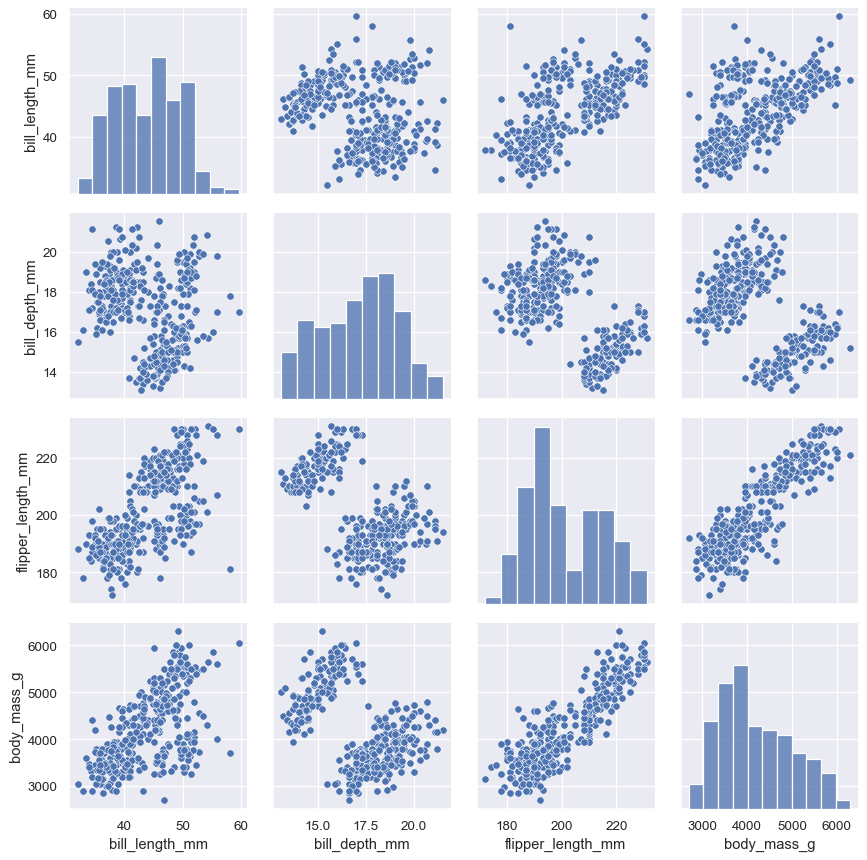 60
50
40
bill_length_mm
20
18
16
14
bill_depth_mm
220
200
180
flipper_length_mm
6000
5000
4000
3000
body_mass_g
40 50 60
bill_length_mm
15.0 17.5 20.0
bill_depth_mm
180 200 220
flipper_length_mm
3000 4000 5000 6000
body_mass_g